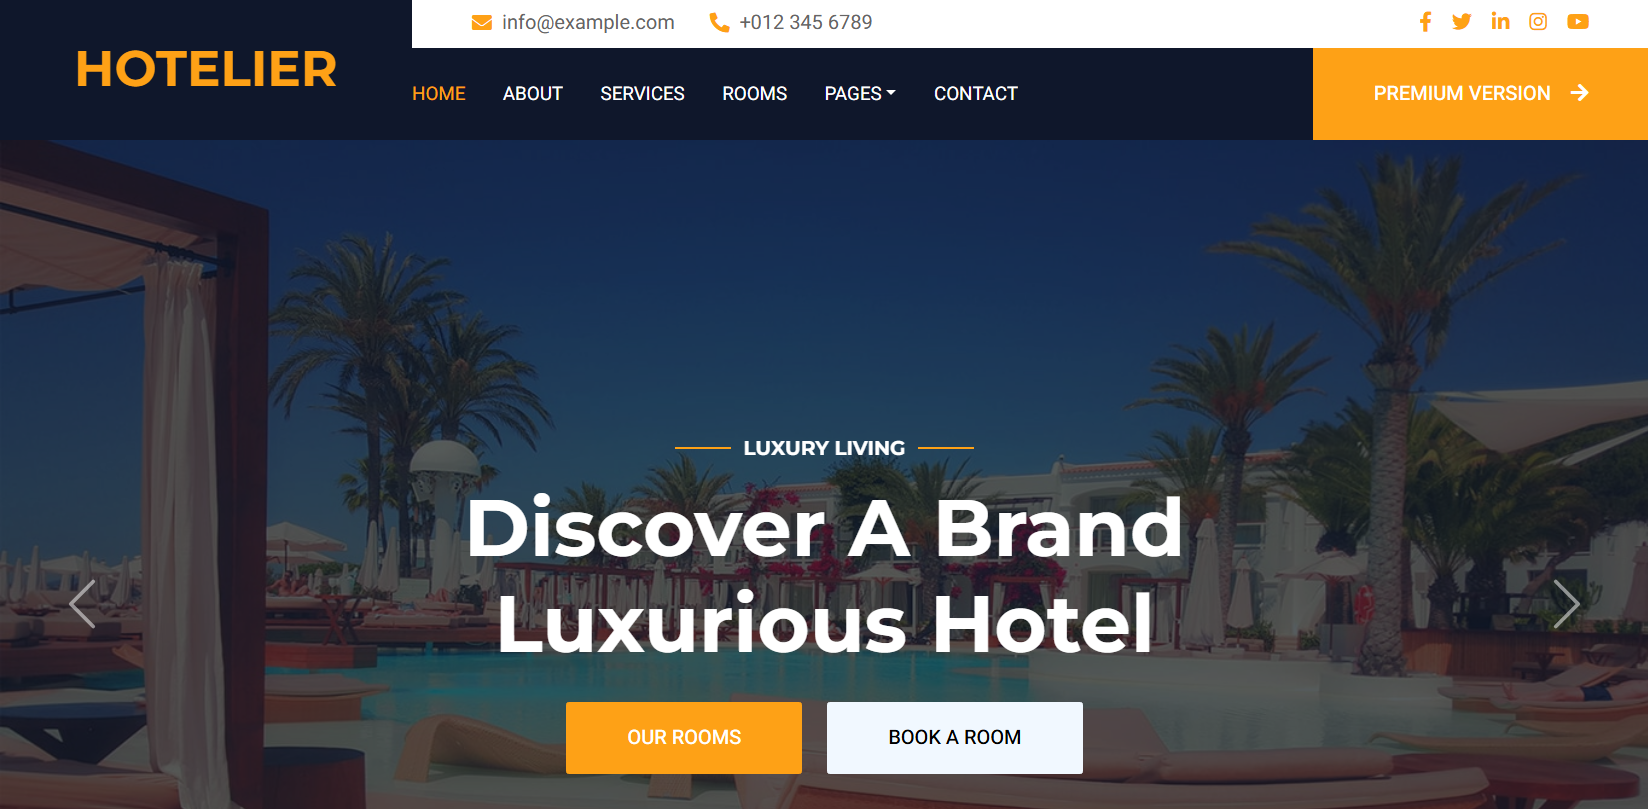 HOTELIER
info@example.com
+012 345 6789
HOME
ABOUT
SERVICES
ROOMS
PAGES
CONTACT
PREMIUM VERSION
LUXURY LIVING
Discover A Brand
Luxurious Hotel
OUR ROOMS
BOOK A ROOM